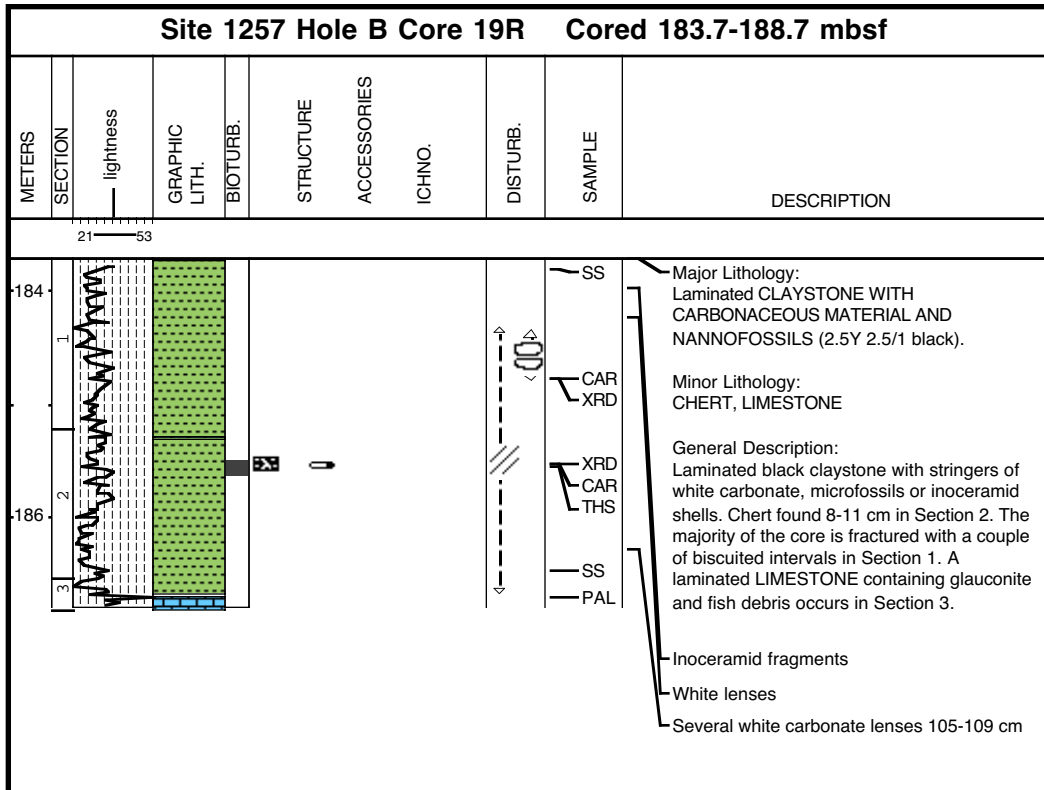 Site 1257 Hole B Core 19R Cored 183.7-188.7 mbsf
METERS
SECTION
lightness
GRAPHIC
LITH.
BIOTURB.
STRUCTURE
ACCESSORIES
ICHNO.
DISTURB.
SAMPLE
DESCRIPTION
21 53
184
186
1
2
3
SS
CAR
XRD
XRD
CAR
THS
SS
PAL
Major Lithology:
Laminated CLAYSTONE WITH
CARBONACEOUS MATERIAL AND
NANNOFOSSILS (2.5Y 2.5/1 black).
Minor Lithology:
CHERT, LIMESTONE
General Description:
Laminated black claystone with stringers of
white carbonate, microfossils or inoceramid
shells. Chert found 8-11 cm in Section 2. The
majority of the core is fractured with a couple
of biscuited intervals in Section 1. A
laminated LIMESTONE containing glauconite
and fish debris occurs in Section 3.
Inoceramid fragments
White lenses
Several white carbonate lenses 105-109 cm